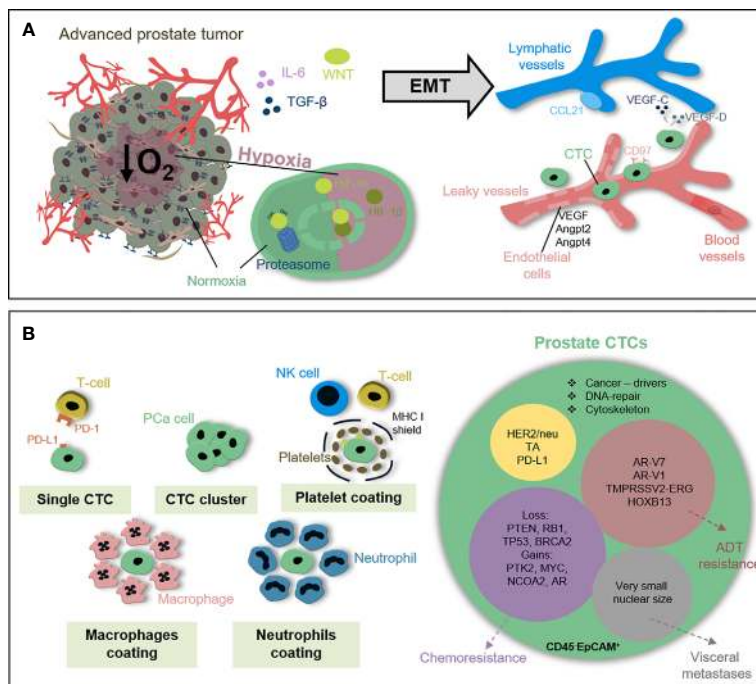 A
Advanced prostate tumor
IL-6
WNT
TGF-β
EMT
Lymphatic
vessels
CCL21
VEGF-C
VEGF-D
↓O₂
Hypoxia
Normoxia
Proteasome
CTC
CD97
Leaky vessels
VEGF
Angpt2
Angpt4
Endothelial
cells
Blood
vessels
B
T-cell
PD-1
PD-L1
Single CTC
PCa cell
CTC cluster
NK cell
T-cell
MHC I
shield
Platelets
Platelet coating
Macrophage
Macrophages
coating
Neutrophil
Neutrophils
coating
Prostate CTCs
❖ Cancer – drivers
❖ DNA-repair
❖ Cytoskeleton
HER2/neu
TA
PD-L1
AR-V7
AR-V1
TMPRSSV2-ERG
HOXB13
ADT
resistance
Loss:
PTEN, RB1,
TP53, BRCA2
Gains:
PTK2, MYC,
NCOA2, AR
Very small
nuclear size
CD45 EpCAM⁺
Chemoresistance
Visceral
metastases